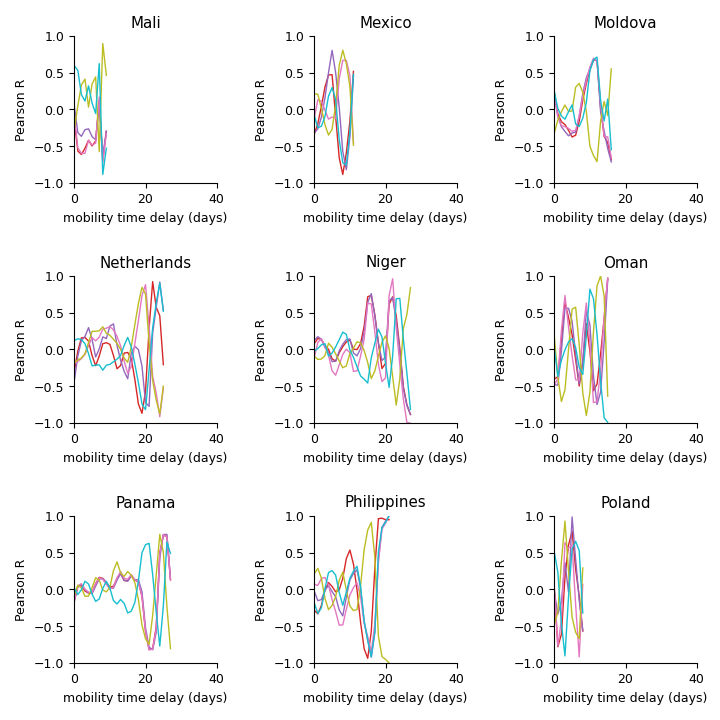 Mali Mexico Moldova
1.0 1.0 1.0
0.5 0.5 0.5
Pearson R Pearson R Pearson R
0.0 0.0 0.0
−0.5 −0.5 −0.5
−1.0 −1.0 −1.0
0 20 40 0 20 40 0 20 40
mobility time delay (days) mobility time delay (days) mobility time delay (days)
Netherlands Niger Oman
1.0 1.0 1.0
0.5 0.5 0.5
Pearson R Pearson R Pearson R
0.0 0.0 0.0
−0.5 −0.5 −0.5
−1.0 −1.0 −1.0
0 20 40 0 20 40 0 20 40
mobility time delay (days) mobility time delay (days) mobility time delay (days)
Panama Philippines Poland
1.0 1.0 1.0
0.5 0.5 0.5
Pearson R Pearson R Pearson R
0.0 0.0 0.0
−0.5 −0.5 −0.5
−1.0 −1.0 −1.0
0 20 40 0 20 40 0 20 40
mobility time delay (days) mobility time delay (days) mobility time delay (days)